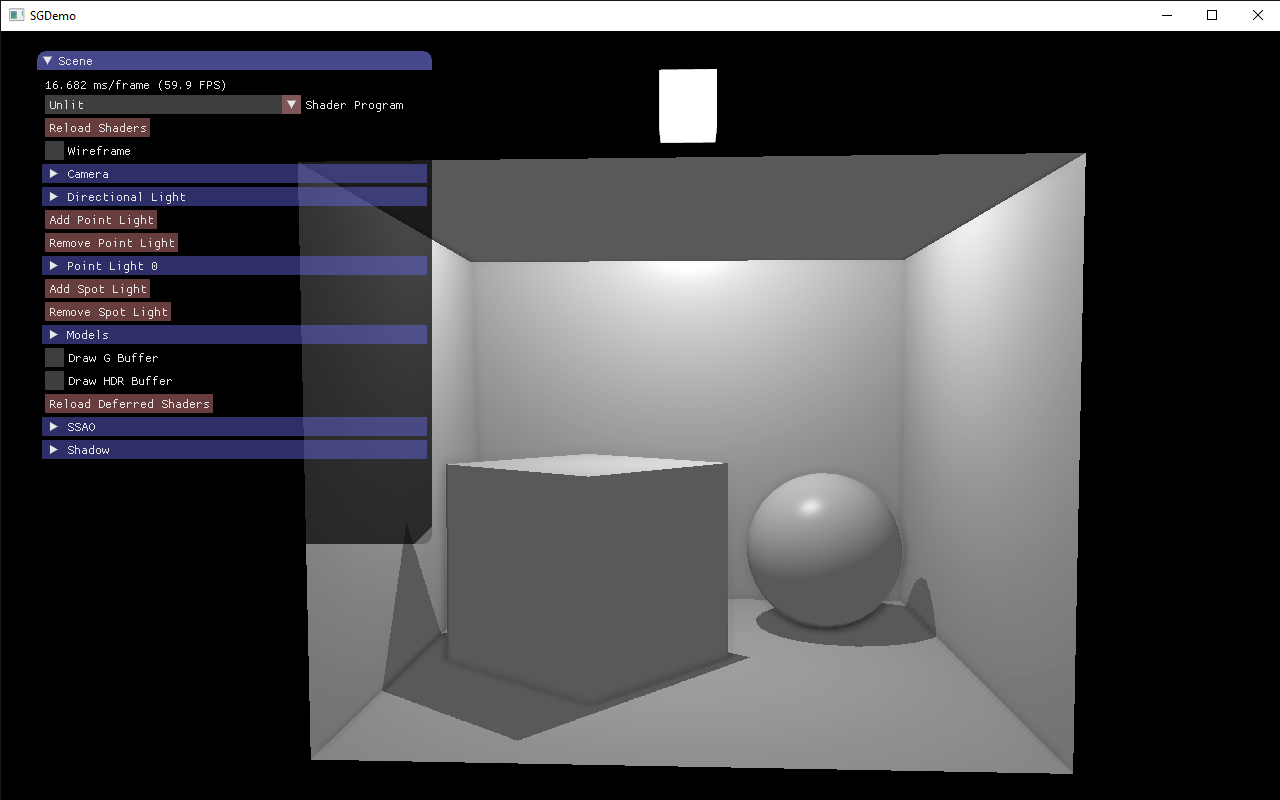 SGDemo
Scene
16.682 ms/frame (59.9 FPS)
Unlit Shader Program
Reload Shaders
Wireframe
Camera
Directional Light
Add Point Light
Remove Point Light
Point Light 0
Add Spot Light
Remove Spot Light
Models
Draw G Buffer
Draw HDR Buffer
Reload Deferred Shaders
SSAO
Shadow